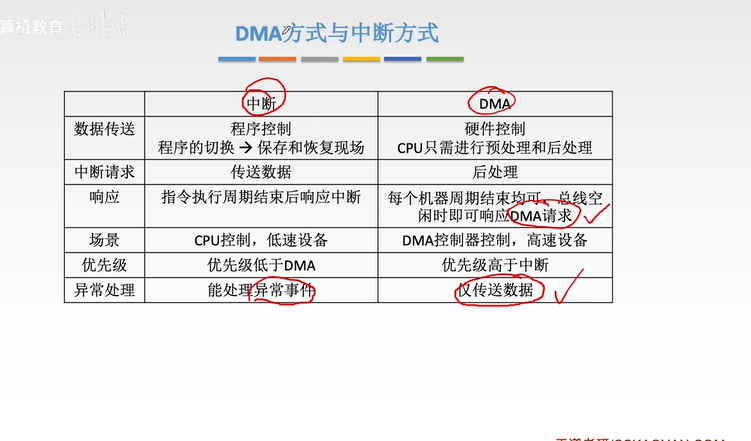 算机教育
DMA方式与中断方式
中断
DMA
数据传送
程序控制
程序的切换 → 保存和恢复现场
硬件控制
CPU只需进行预处理和后处理
中断请求
传送数据
后处理
响应
指令执行周期结束后响应中断
每个机器周期结束均可，总线空
闲时即可响应DMA请求
场景
CPU控制，低速设备
DMA控制器控制，高速设备
优先级
优先级低于DMA
优先级高于中断
异常处理
能处理异常事件
仅传送数据